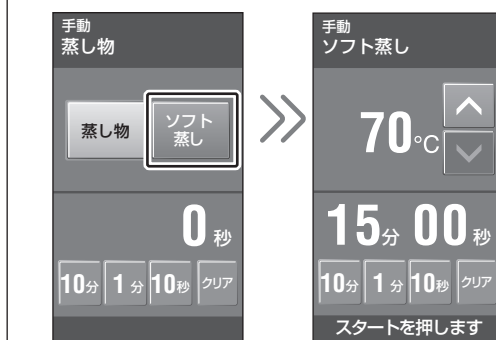 手動
蒸し物
蒸し物
ソフト
蒸し
0秒
10分 1分 10秒 クリア
手動
ソフト蒸し
70℃
15分 00秒
10分 1分 10秒 クリア
スタートを押します